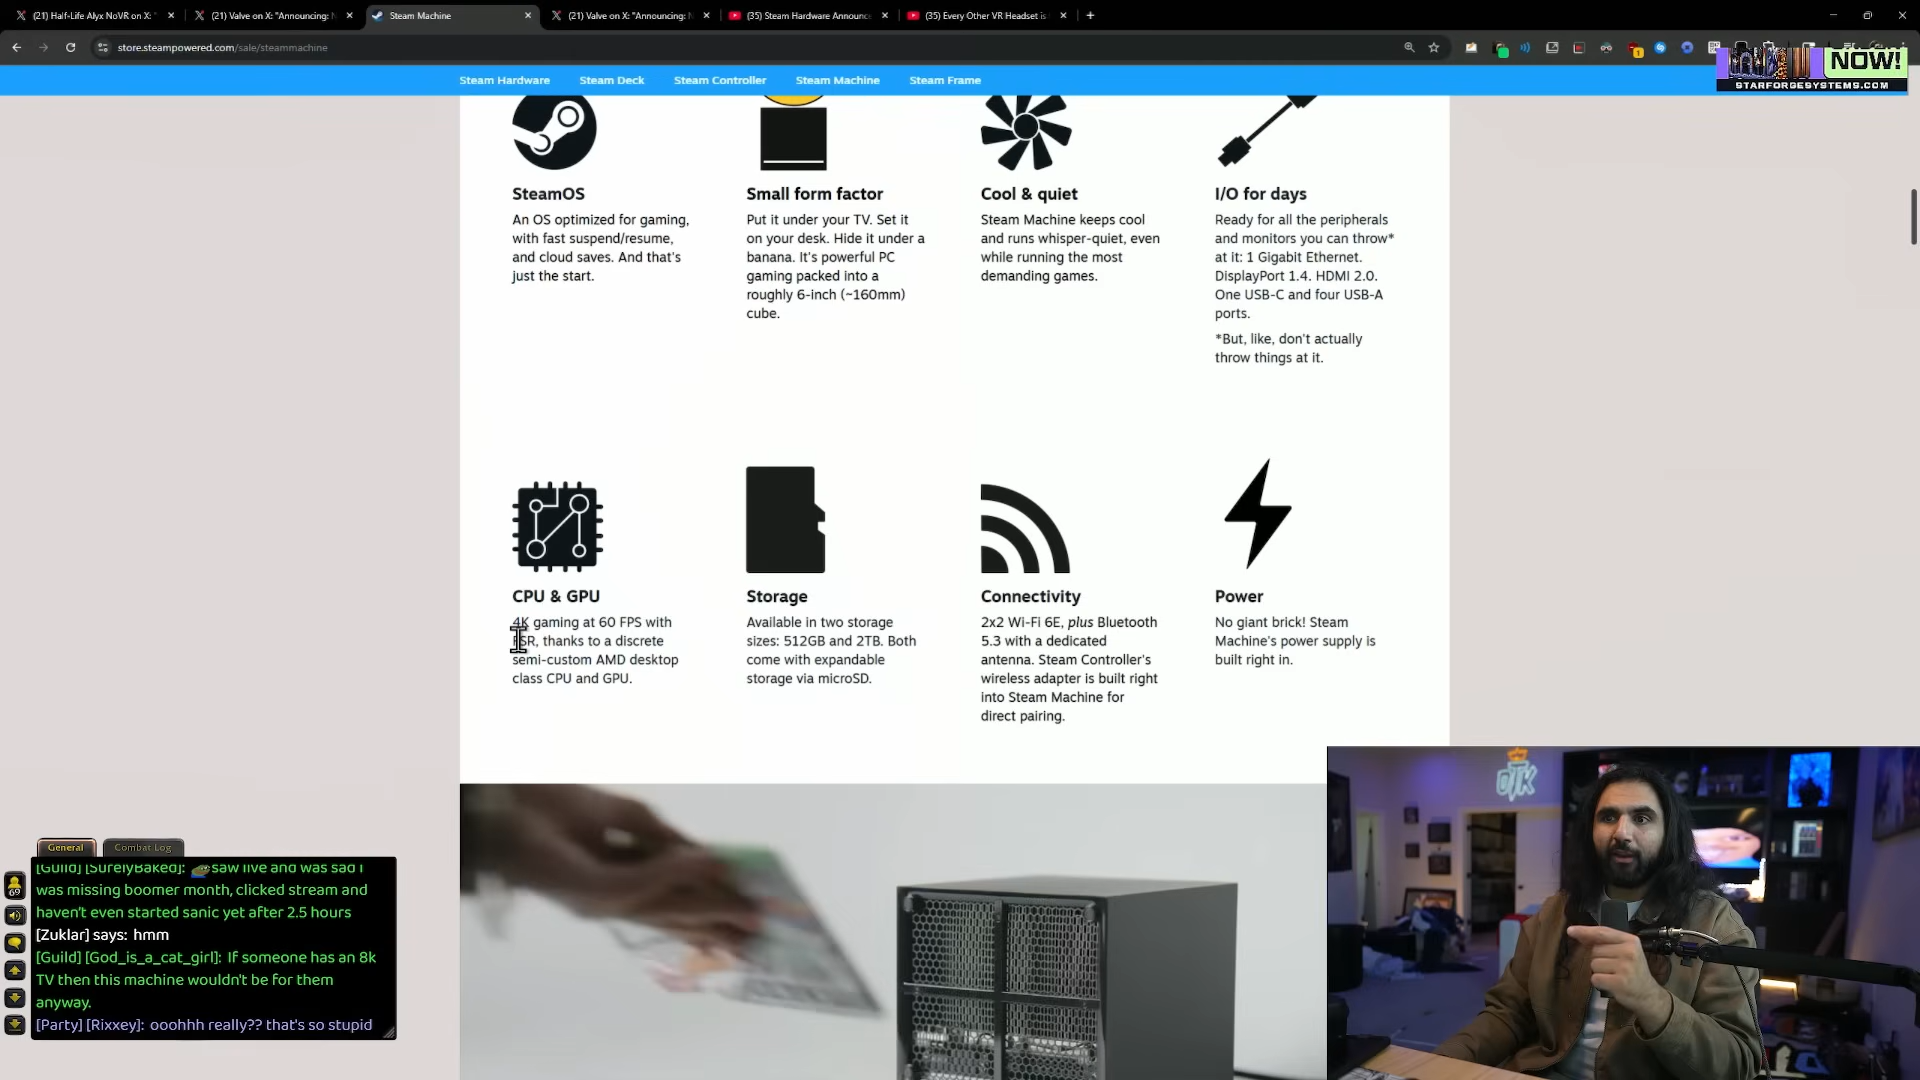 (21) Half-Life Alyx NoVR on X: "
(21) Valve on X: "Announcing: N
Steam Machine
(21) Valve on X: "Announcing: N
(35) Steam Hardware Announce
(35) Every Other VR Headset is
store.steampowered.com/sale/steammachine
NOW!
STARFORGESYSTEMS.COM
Steam Hardware
Steam Deck
Steam Controller
Steam Machine
Steam Frame
SteamOS
An OS optimized for gaming,
with fast suspend/resume,
and cloud saves. And that's
just the start.
Small form factor
Put it under your TV. Set it
on your desk. Hide it under a
banana. It's powerful PC
gaming packed into a
roughly 6-inch (~160mm)
cube.
Cool & quiet
Steam Machine keeps cool
and runs whisper-quiet, even
while running the most
demanding games.
I/O for days
Ready for all the peripherals
and monitors you can throw*
at it: 1 Gigabit Ethernet.
DisplayPort 1.4. HDMI 2.0.
One USB-C and four USB-A
ports.
*But, like, don't actually
throw things at it.
CPU & GPU
4K gaming at 60 FPS with
FSR, thanks to a discrete
semi-custom AMD desktop
class CPU and GPU.
Storage
Available in two storage
sizes: 512GB and 2TB. Both
come with expandable
storage via microSD.
Connectivity
2x2 Wi-Fi 6E, plus Bluetooth
5.3 with a dedicated
antenna. Steam Controller's
wireless adapter is built right
into Steam Machine for
direct pairing.
Power
No giant brick! Steam
Machine's power supply is
built right in.
General
Combat Log
69
[Guild] [SurelyBaked]: saw live and was sad I
was missing boomer month, clicked stream and
haven't even started sanic yet after 2.5 hours
[Zuklar] says: hmm
[Guild] [God_is_a_cat_girl]: If someone has an 8k
TV then this machine wouldn't be for them
anyway.
[Party] [Rixxey]: ooohhh really?? that's so stupid
OTK